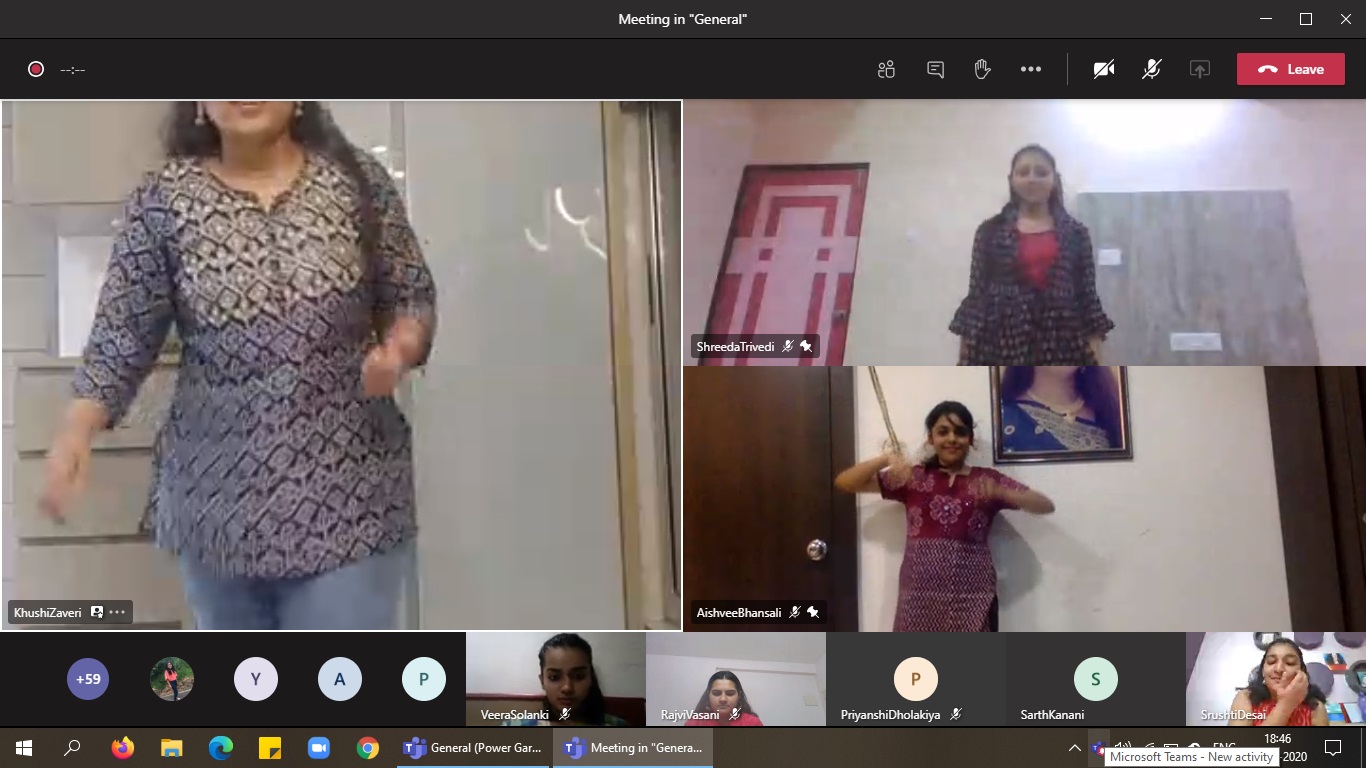 Meeting in "General"
--:--
Leave
ShreedaTrivedi
KhushiZaveri
AishveeBhansali
+59
Y
A
P
VeeraSolanki
RajviVasani
P
PriyanshiDholakiya
S
SarthKanani
SrushtiDesai
General (Power Gar...
Meeting in "Genera...
18:46
-2020
Microsoft Teams - New activity